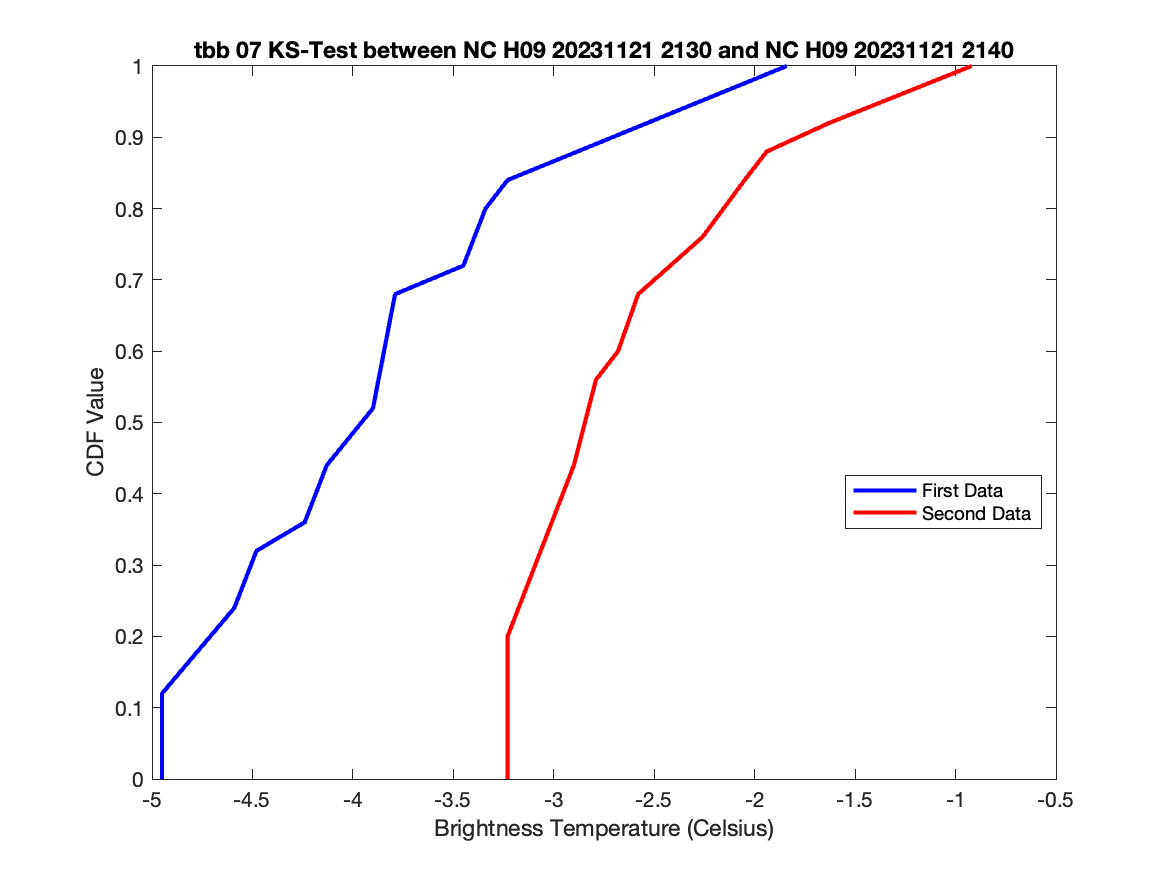 tbb 07 KS-Test between NC H09 20231121 2130 and NC H09 20231121 2140
1
0.9
0.8
0.7
0.6
0.5
0.4
0.3
0.2
0.1
0
CDF Value
First Data
Second Data
-5 -4.5 -4 -3.5 -3 -2.5 -2 -1.5 -1 -0.5
Brightness Temperature (Celsius)